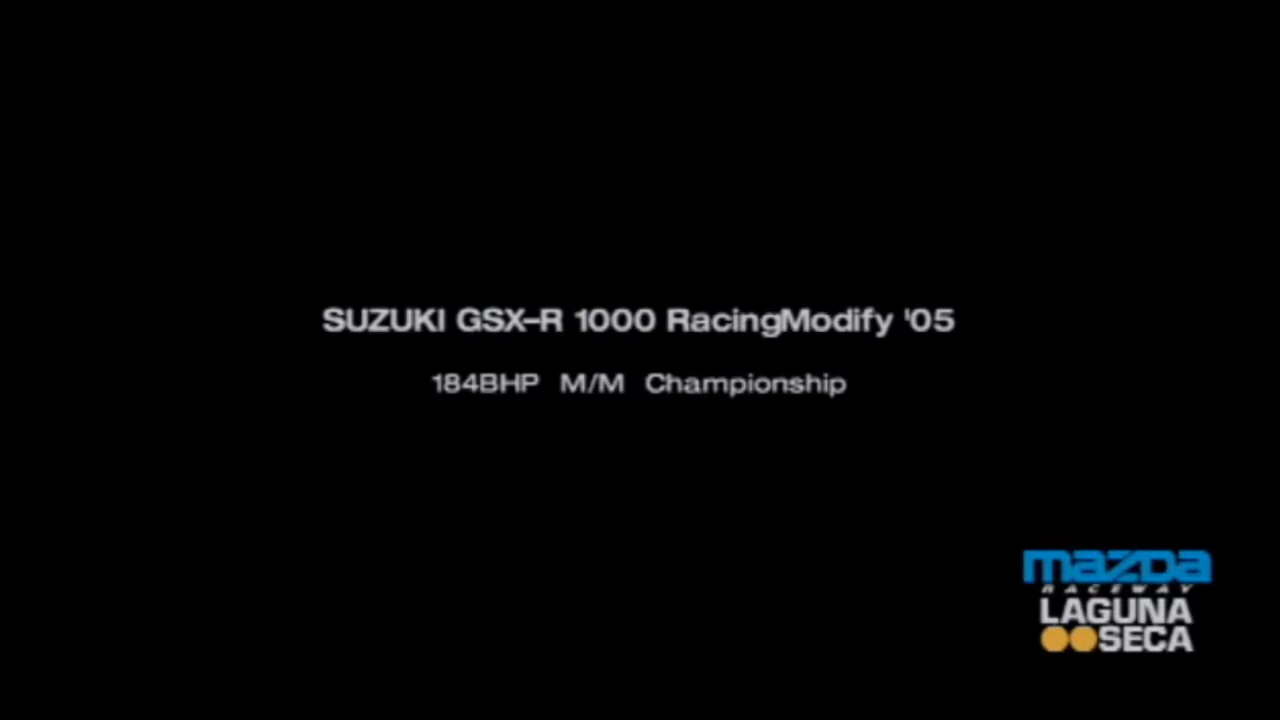 SUZUKI GSX-R 1000 RacingModify '05
184BHP M/M Championship
mazda
RACEWAY
LAGUNA
SECA